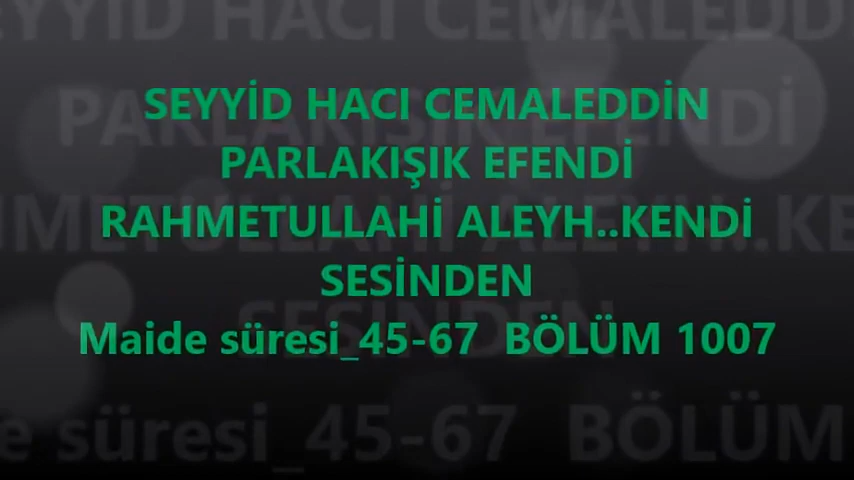 SEYYİD HACI CEMALEDDİN
PARLAKIŞIK EFENDİ
RAHMETULLAHİ ALEYH..KENDİ
SESİNDEN
Maide süresi_45-67 BÖLÜM 1007